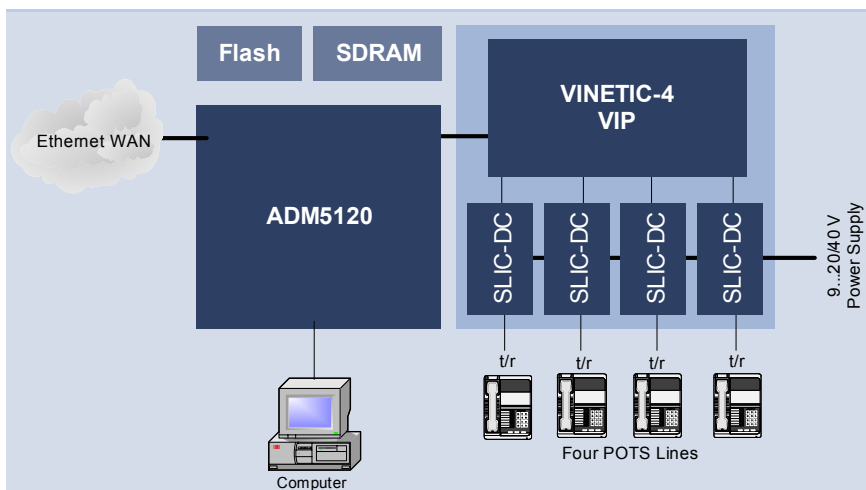 Flash
SDRAM
VINETIC-4
VIP
Ethernet WAN
ADM5120
SLIC-DC
SLIC-DC
SLIC-DC
SLIC-DC
9...20/40 V
Power Supply
t/r
t/r
t/r
t/r
Four POTS Lines
Computer